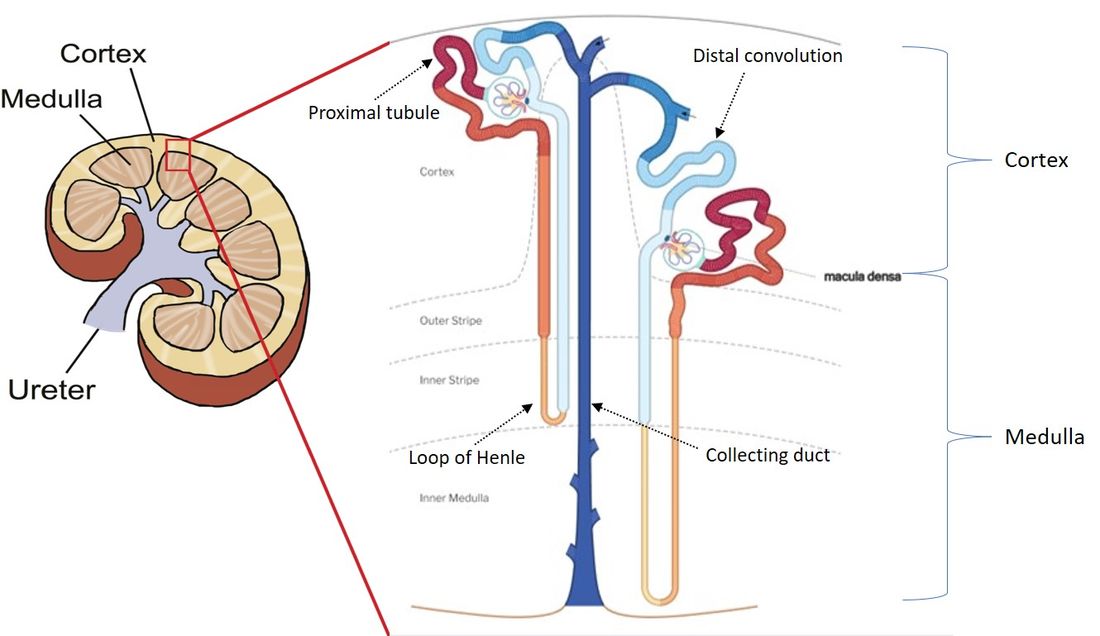 Cortex
Medulla
Ureter
Proximal tubule
Distal convolution
Cortex
Cortex
macula densa
Outer Stripe
Inner Stripe
Loop of Henle
Collecting duct
Medulla
Inner Medulla